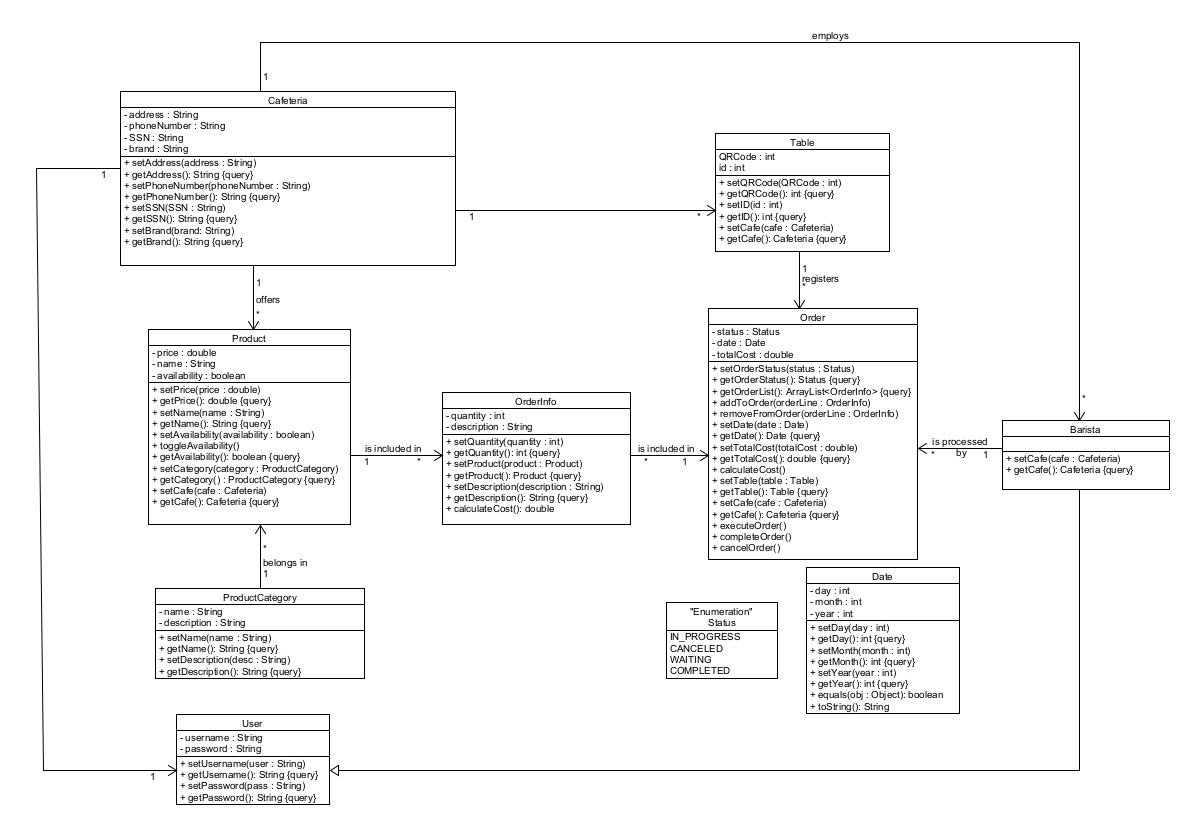 employs
1
Cafeteria
- address : String
- phoneNumber : String
- SSN : String
- brand : String
+ setAddress(address : String)
+ getAddress(): String {query}
+ setPhoneNumber(phoneNumber : String)
+ getPhoneNumber(): String {query}
+ setSSN(SSN : String)
+ getSSN(): String {query}
+ setBrand(brand: String)
+ getBrand(): String {query}
1
1
*
Table
QRCode : int
id : int
+ setQRCode(QRCode : int)
+ getQRCode(): int {query}
+ setID(id : int)
+ getID(): int {query}
+ setCafe(cafe : Cafeteria)
+ getCafe(): Cafeteria {query}
1
offers
*
1
registers
*
Product
- price : double
- name : String
- availability : boolean
+ setPrice(price : double)
+ getPrice(): double {query}
+ setName(name : String)
+ getName(): String {query}
+ setAvailability(availability : boolean)
+ toggleAvailability()
+ getAvailability(): boolean {query}
+ setCategory(category : ProductCategory)
+ getCategory() : ProductCategory {query}
+ setCafe(cafe : Cafeteria)
+ getCafe(): Cafeteria {query}
is included in
1
*
OrderInfo
- quantity : int
- description : String
+ setQuantity(quantity : int)
+ getQuantity(): int {query}
+ setProduct(product : Product)
+ getProduct(): Product {query}
+ setDescription(description : String)
+ getDescription(): String {query}
+ calculateCost(): double
is included in
*
1
Order
- status : Status
- date : Date
- totalCost : double
+ setOrderStatus(status : Status)
+ getOrderStatus(): Status {query}
+ getOrderList(): ArrayList<OrderInfo> {query}
+ addToOrder(orderLine : OrderInfo)
+ removeFromOrder(orderLine : OrderInfo)
+ setDate(date : Date)
+ getDate(): Date {query}
+ setTotalCost(totalCost : double)
+ getTotalCost(): double {query}
+ calculateCost()
+ setTable(table : Table)
+ getTable(): Table {query}
+ setCafe(cafe : Cafeteria)
+ getCafe(): Cafeteria {query}
+ executeOrder()
+ completeOrder()
+ cancelOrder()
is processed
by
*
1
*
Barista
+ setCafe(cafe : Cafeteria)
+ getCafe(): Cafeteria {query}
*
belongs in
1
ProductCategory
- name : String
- description : String
+ setName(name : String)
+ getName(): String {query}
+ setDescription(desc : String)
+ getDescription(): String {query}
"Enumeration"
Status
IN_PROGRESS
CANCELED
WAITING
COMPLETED
Date
- day : int
- month : int
- year : int
+ setDay(day : int)
+ getDay(): int {query}
+ setMonth(month : int)
+ getMonth(): int {query}
+ setYear(year : int)
+ getYear(): int {query}
+ equals(obj : Object): boolean
+ toString(): String
User
- username : String
- password : String
+ setUsername(user : String)
+ getUsername(): String {query}
+ setPassword(pass : String)
+ getPassword(): String {query}
1